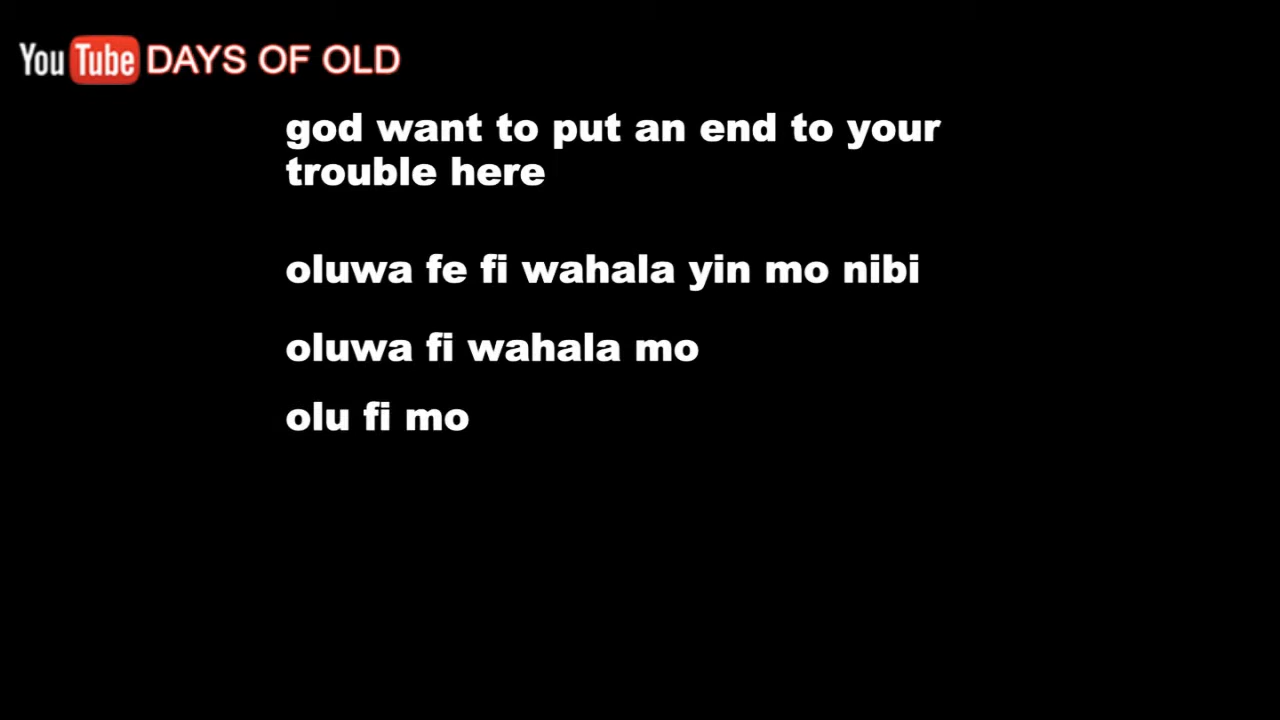 YouTube DAYS OF OLD
god want to put an end to your
trouble here
oluwa fe fi wahala yin mo nibi
oluwa fi wahala mo
olu fi mo